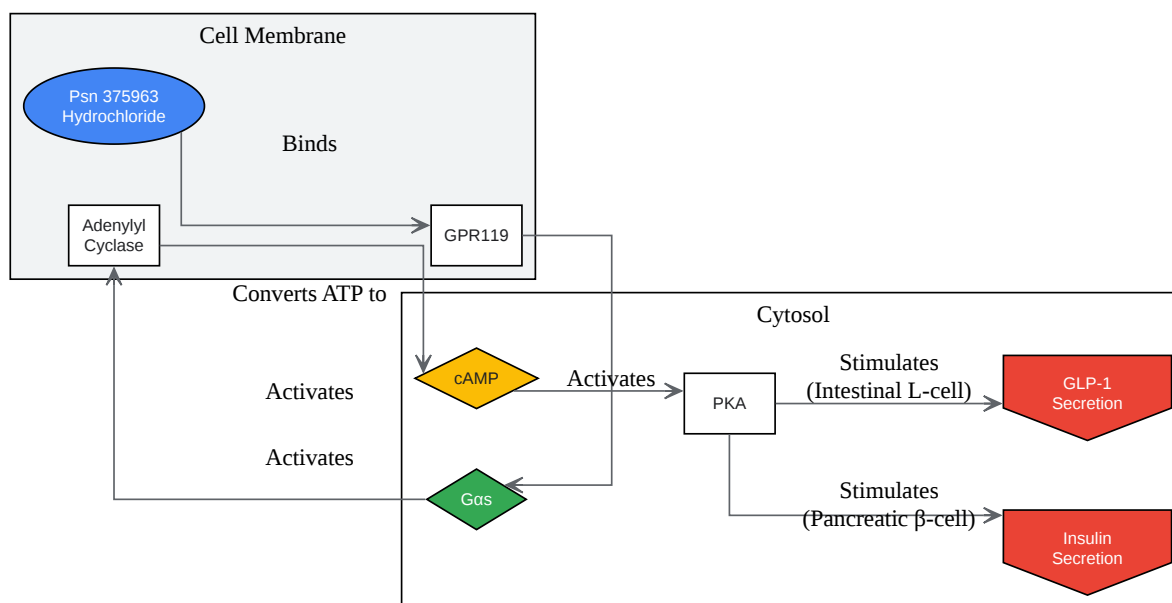 Cell Membrane
Psn 375963
Hydrochloride
Binds
Adenylyl
Cyclase
GPR119
Converts ATP to
Cytosol
cAMP
Activates
Activates
PKA
Stimulates
(Intestinal L-cell)
GLP-1
Secretion
Activates
Gαs
Stimulates
(Pancreatic β-cell)
Insulin
Secretion